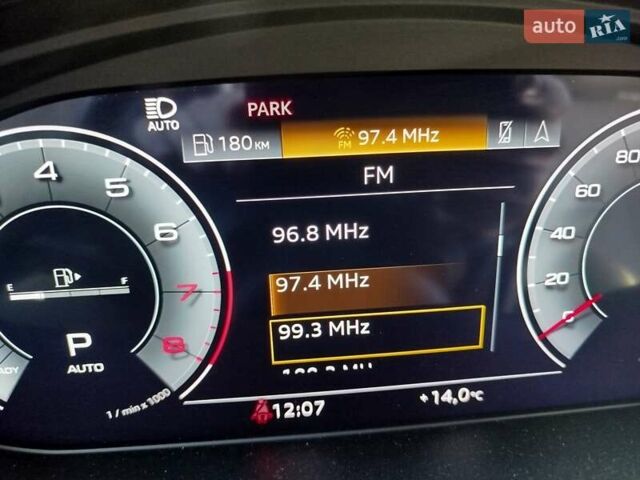 auto RIA.com
AUTO
PARK
180 KM
FM 97.4 MHz
FM
96.8 MHz
97.4 MHz
99.3 MHz
4 5 6 7 8
E F
P
AUTO
1 / min x 1000
80
60
40
20
0
12:07
+14,0°C